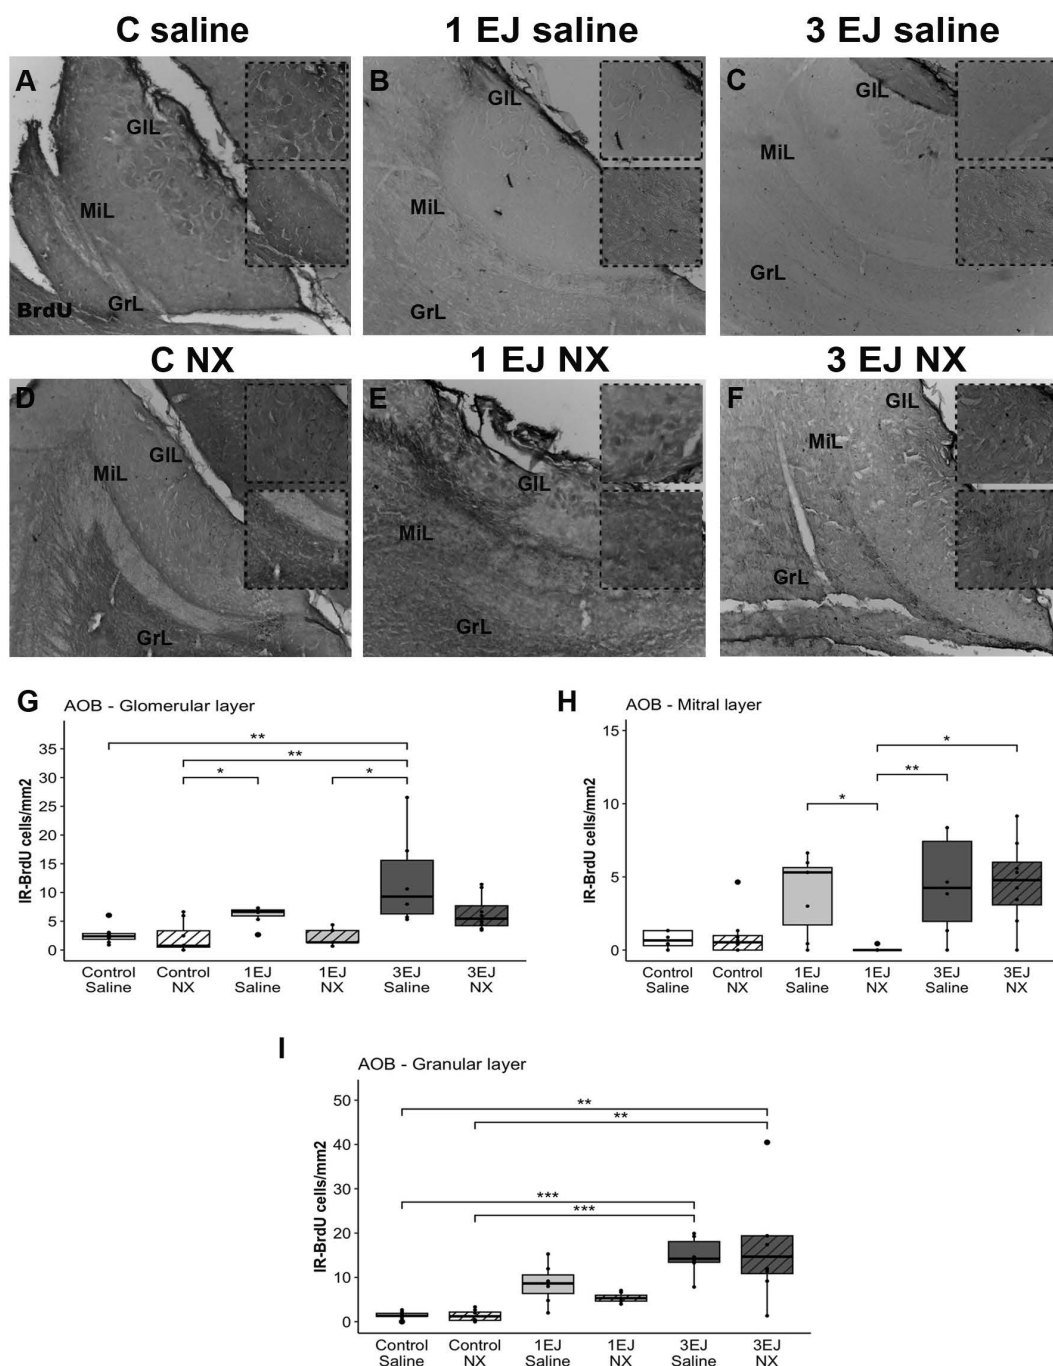 C saline 1 EJ saline 3 EJ saline
A B C
GlL GlL GlL
MiL MiL MiL
GrL GrL GrL
BrdU
C NX 1 EJ NX 3 EJ NX
D E F
GlL GlL GlL
MiL MiL MiL
GrL GrL GrL
G
AOB - Glomerular layer
IR-BrdU cells/mm2
35
30
25
20
15
10
5
0
** ** * *
Control Saline
Control NX
1EJ Saline
1EJ NX
3EJ Saline
3EJ NX
H
AOB - Mitral layer
IR-BrdU cells/mm2
15
10
5
0
* ** *
Control Saline
Control NX
1EJ Saline
1EJ NX
3EJ Saline
3EJ NX
I
AOB - Granular layer
IR-BrdU cells/mm2
50
40
30
20
10
0
** ** *** ***
Control Saline
Control NX
1EJ Saline
1EJ NX
3EJ Saline
3EJ NX